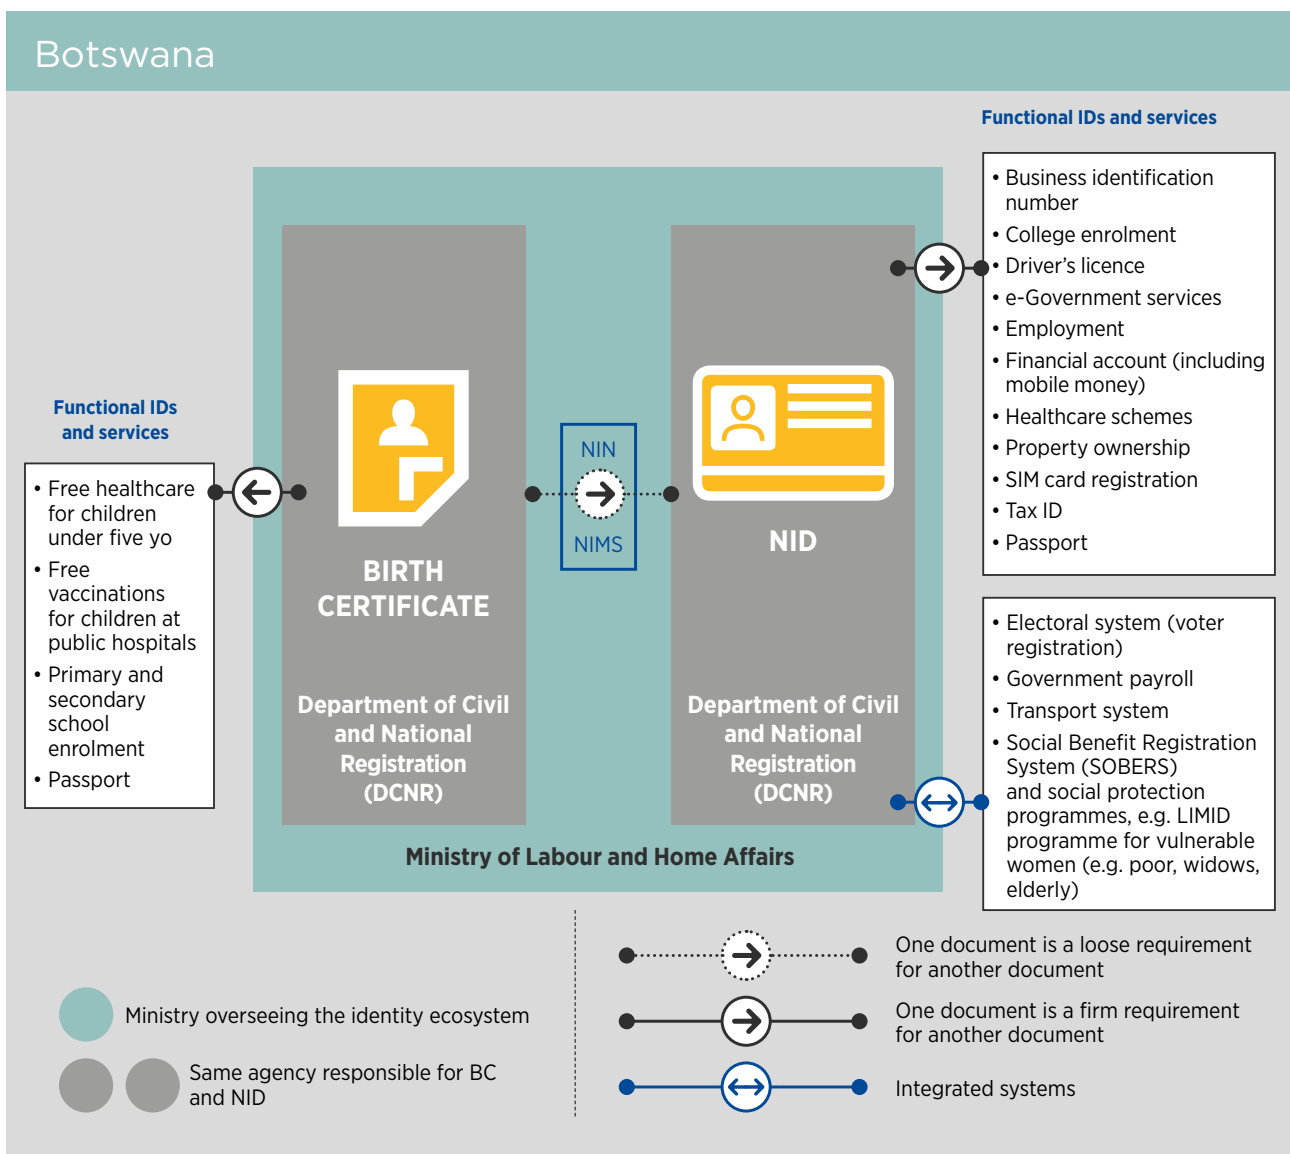 Botswana
Functional IDs and services
• Business identification
number
• College enrolment
• Driver's licence
• e-Government services
• Employment
• Financial account (including
mobile money)
• Healthcare schemes
• Property ownership
• SIM card registration
• Tax ID
• Passport
Functional IDs
and services
• Free healthcare
for children
under five yo
• Free
vaccinations
for children at
public hospitals
• Primary and
secondary
school
enrolment
• Passport
BIRTH
CERTIFICATE
Department of Civil
and National
Registration
(DCNR)
NIN
NIMS
NID
Department of Civil
and National
Registration
(DCNR)
Ministry of Labour and Home Affairs
• Electoral system (voter
registration)
• Government payroll
• Transport system
• Social Benefit Registration
System (SOBERS)
and social protection
programmes, e.g. LIMID
programme for vulnerable
women (e.g. poor, widows,
elderly)
Ministry overseeing the identity ecosystem
Same agency responsible for BC
and NID
One document is a loose requirement
for another document
One document is a firm requirement
for another document
Integrated systems